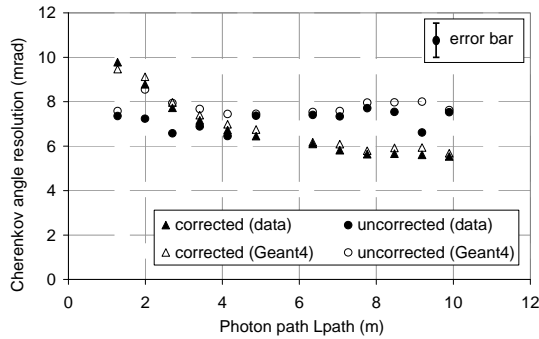 12
10
8
6
4
2
0
Cherenkov angle resolution (mrad)
error bar
corrected (data) uncorrected (data)
corrected (Geant4) uncorrected (Geant4)
0 2 4 6 8 10 12
Photon path Lpath (m)